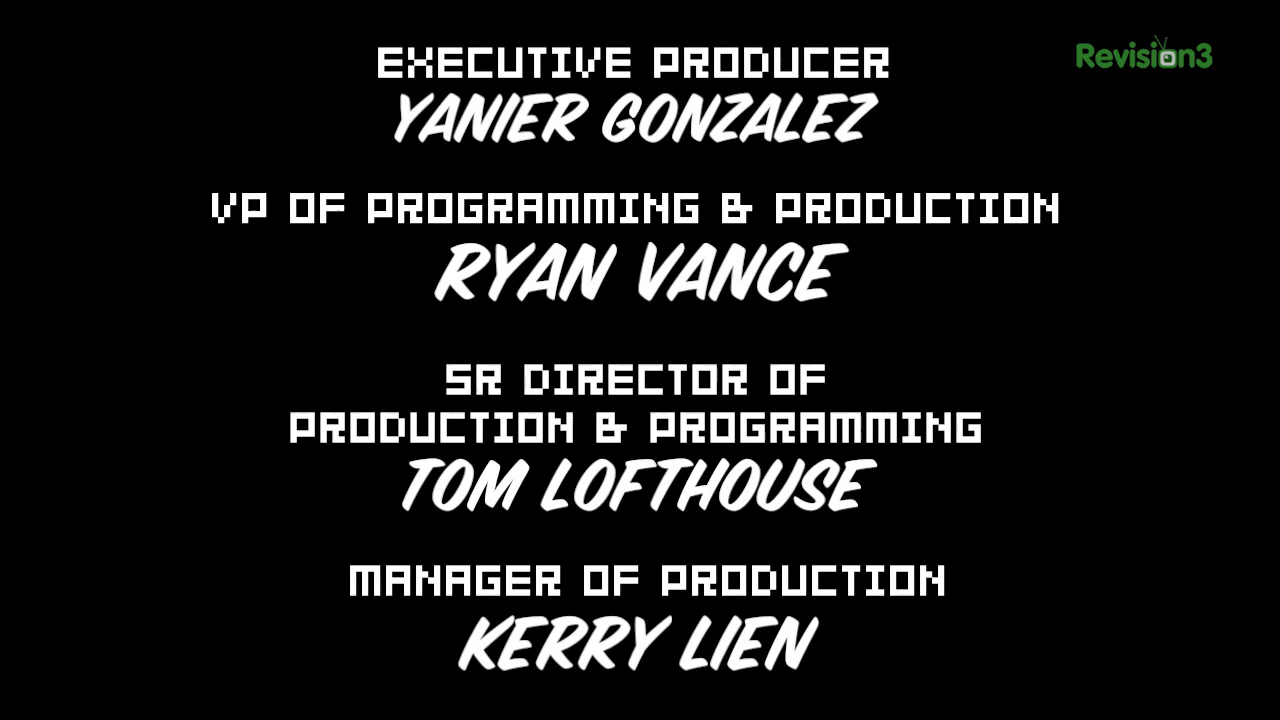 EXECUTIVE PRODUCER
Revision3
YANIER GONZALEZ
VP OF PROGRAMMING & PRODUCTION
RYAN VANCE
SR DIRECTOR OF
PRODUCTION & PROGRAMMING
TOM LOFTHOUSE
MANAGER OF PRODUCTION
KERRY LIEN